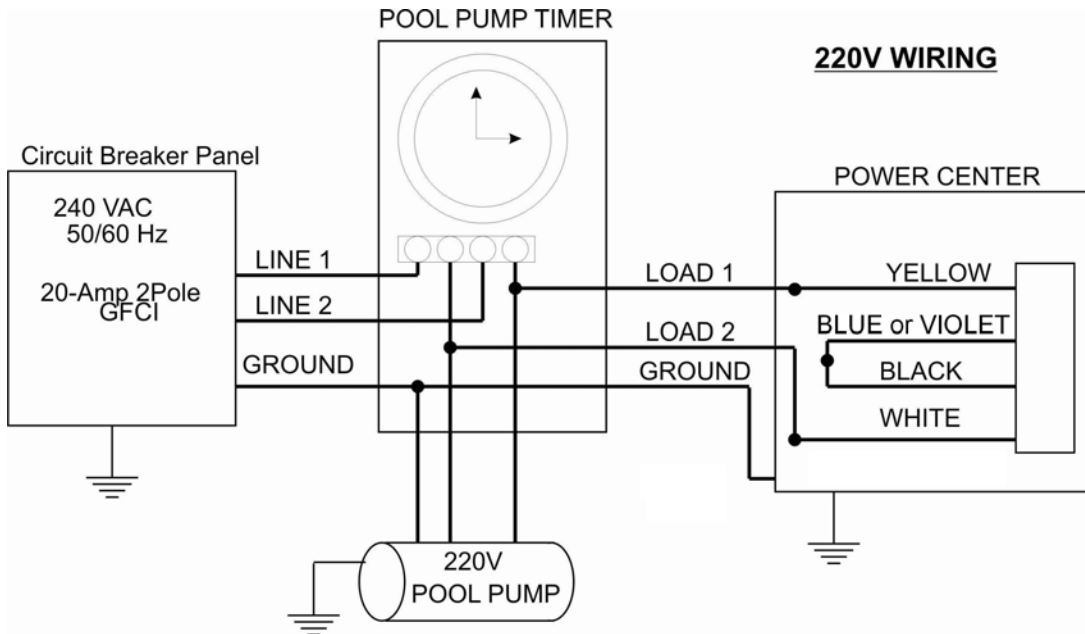 POOL PUMP TIMER
220V WIRING
Circuit Breaker Panel
240 VAC
50/60 Hz
20-Amp 2Pole
GFCI
LINE 1
LINE 2
GROUND
LOAD 1
LOAD 2
GROUND
POWER CENTER
YELLOW
BLUE or VIOLET
BLACK
WHITE
220V
POOL PUMP